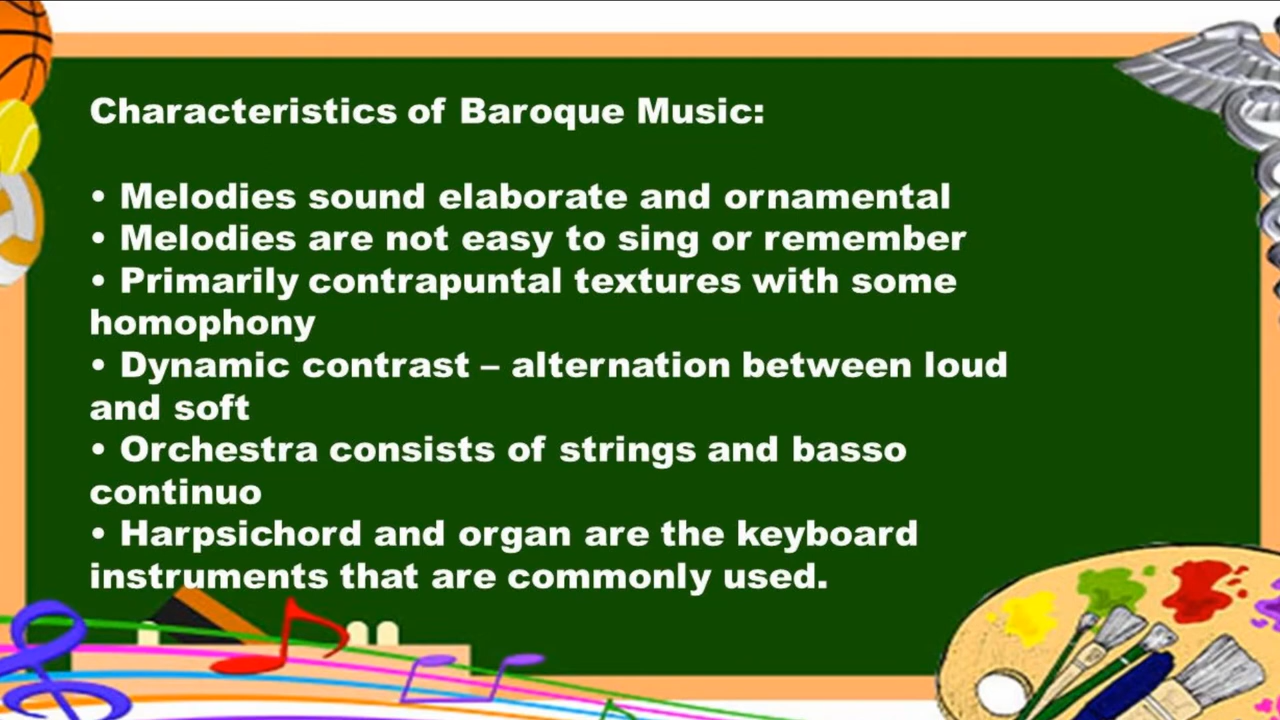 Characteristics of Baroque Music:
• Melodies sound elaborate and ornamental
• Melodies are not easy to sing or remember
• Primarily contrapuntal textures with some
homophony
• Dynamic contrast – alternation between loud
and soft
• Orchestra consists of strings and basso
continuo
• Harpsichord and organ are the keyboard
instruments that are commonly used.